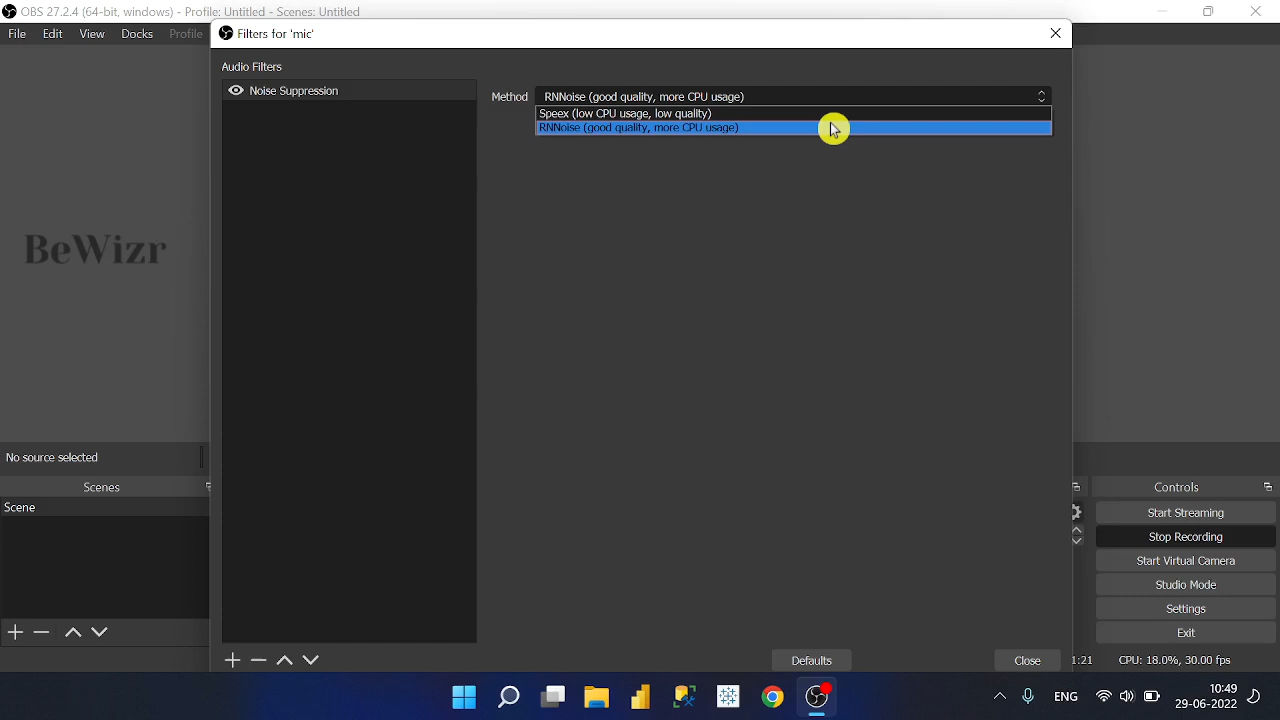 OBS 27.2.4 (64-bit, windows) - Profile: Untitled - Scenes: Untitled
File Edit View Docks Profile
Filters for 'mic'
Audio Filters
Noise Suppression
Method RNNoise (good quality, more CPU usage)
Speex (low CPU usage, low quality)
RNNoise (good quality, more CPU usage)
BeWizr
No source selected
Scenes
Controls
Scene
Start Streaming
Stop Recording
Start Virtual Camera
Studio Mode
Settings
Exit
Defaults
Close
1:21 CPU: 18.0%, 30.00 fps
ENG
10:49
29-06-2022